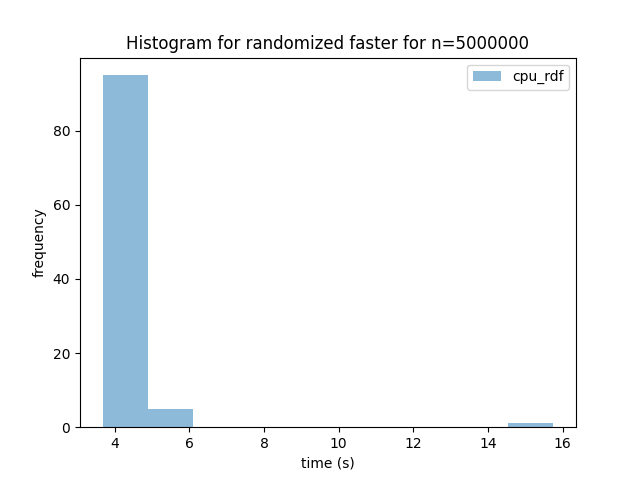 Histogram for randomized faster for n=5000000
cpu_rdf
frequency
80
60
40
20
0
4 6 8 10 12 14 16
time (s)